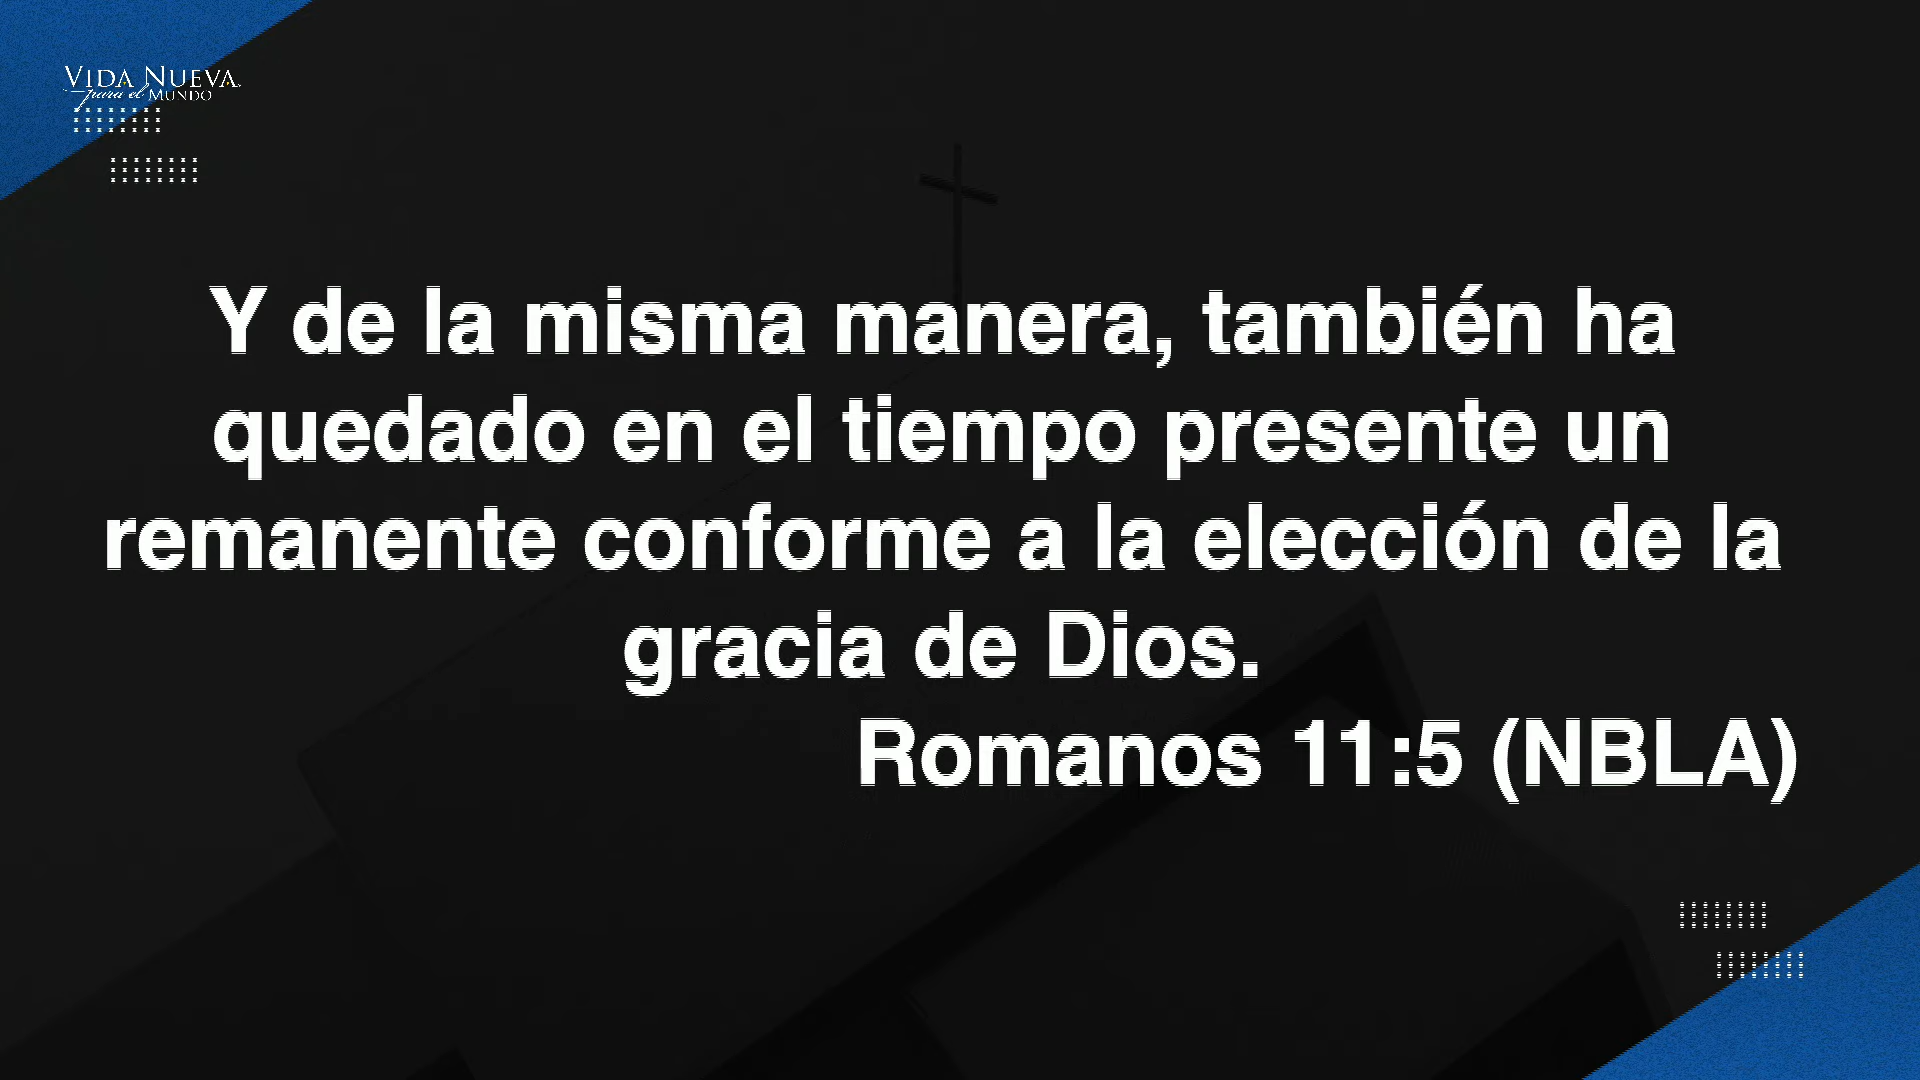 VIDA NUEVA
para el MUNDO
Y de la misma manera, también ha
quedado en el tiempo presente un
remanente conforme a la elección de la
gracia de Dios.
Romanos 11:5 (NBLA)